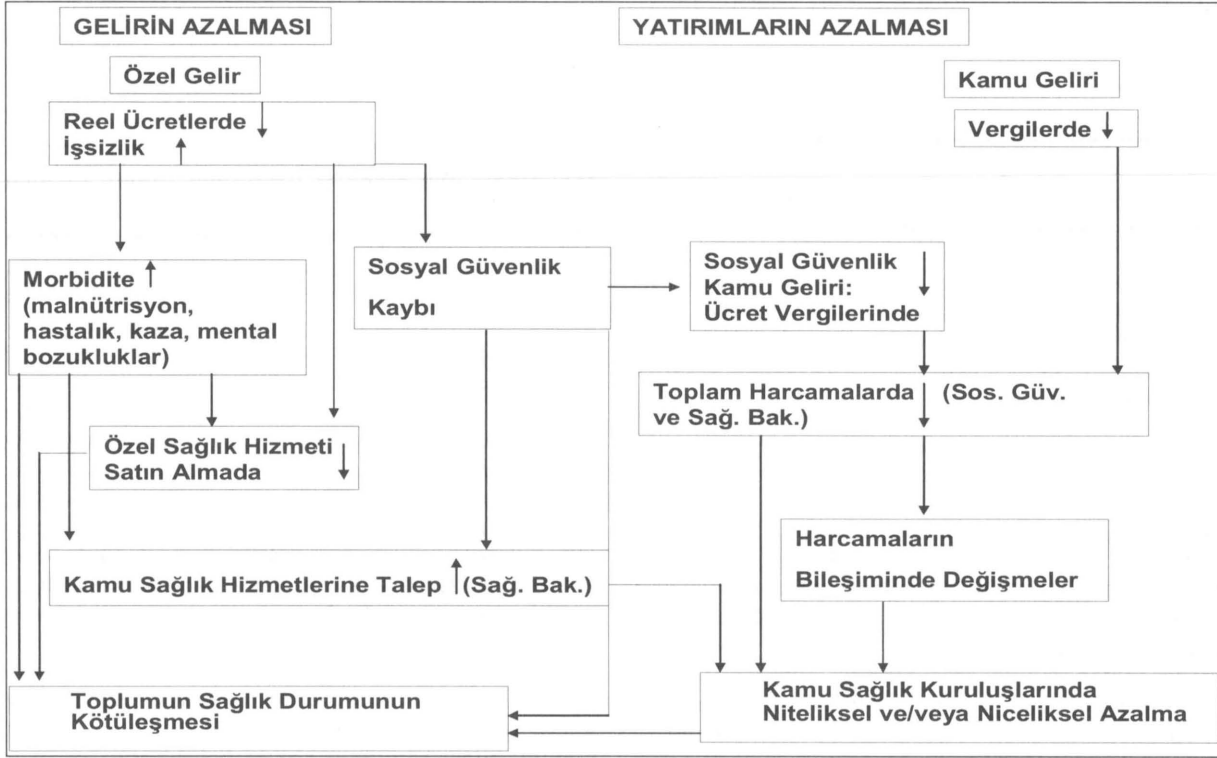 GELİRİN AZALMASI
YATIRIMLARIN AZALMASI
Özel Gelir
Kamu Geliri
Reel Ücretlerde ↓
İşsizlik ↑
Vergilerde ↓
Morbidite ↑
(malnütrisyon,
hastalık, kaza, mental
bozukluklar)
Sosyal Güvenlik
Kaybı
Sosyal Güvenlik
Kamu Geliri:
Ücret Vergilerinde ↓
Toplam Harcamalarda ↓ (Sos. Güv.
ve Sağ. Bak.)
Özel Sağlık Hizmeti
Satın Almada ↓
Harcamaların
Bileşiminde Değişmeler
Kamu Sağlık Hizmetlerine Talep ↑ (Sağ. Bak.)
Toplumun Sağlık Durumunun
Kötüleşmesi
Kamu Sağlık Kuruluşlarında
Niteliksel ve/veya Niceliksel Azalma